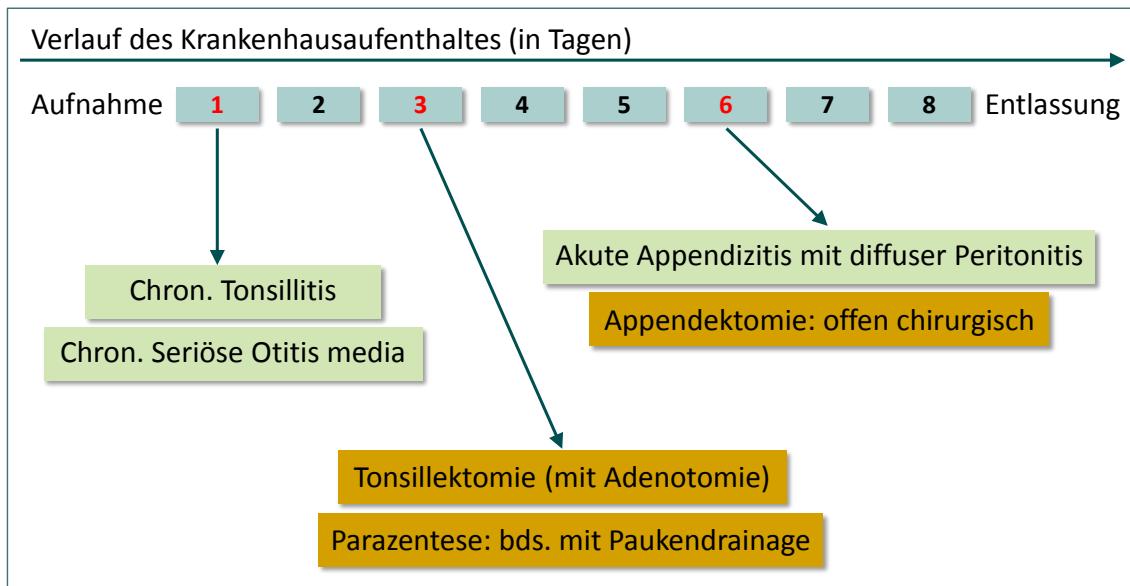 Verlauf des Krankenhausaufenthaltes (in Tagen)
Aufnahme 1 2 3 4 5 6 7 8 Entlassung
Akute Appendizitis mit diffuser Peritonitis
Chron. Tonsillitis
Appendektomie: offen chirurgisch
Chron. Seriöse Otitis media
Tonsillektomie (mit Adenotomie)
Parazentese: bds. mit Paukendrainage